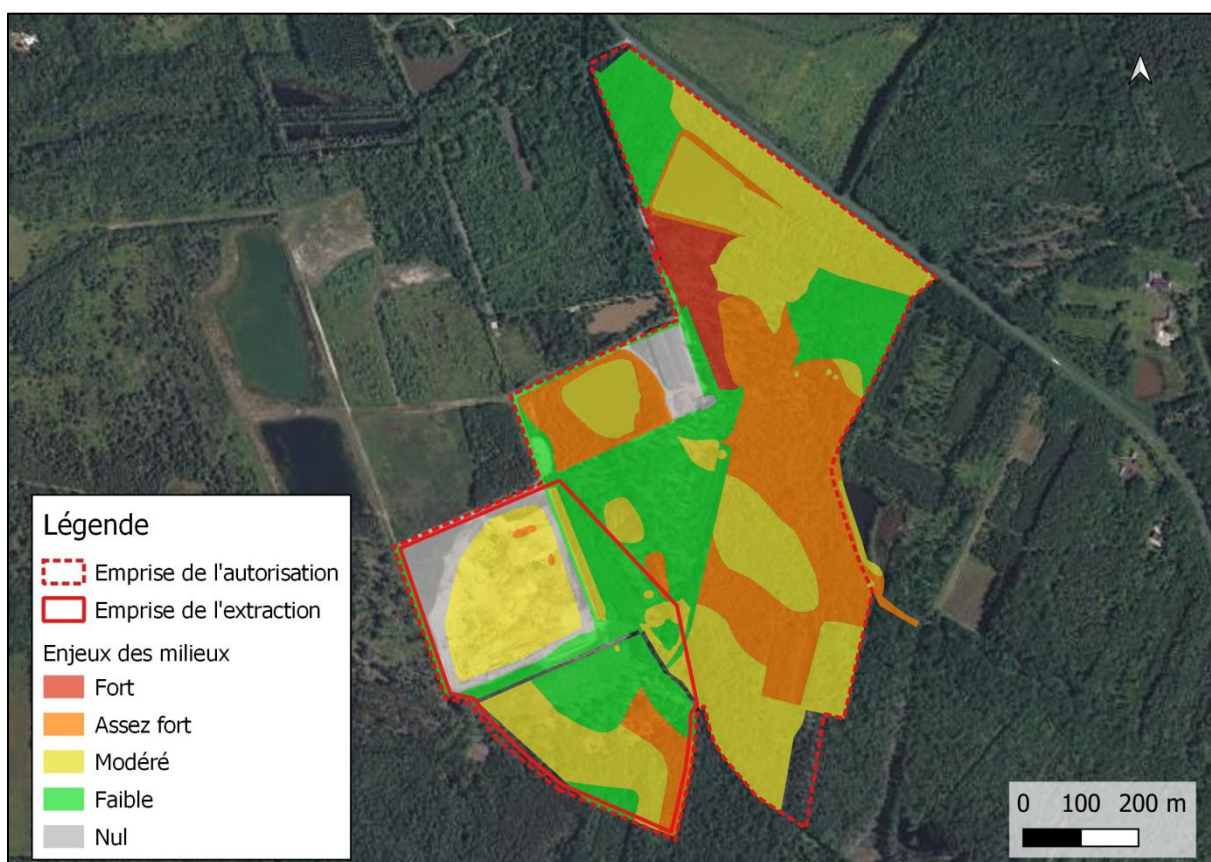 Légende
Emprise de l'autorisation
Emprise de l'extraction
Enjeux des milieux
Fort
Assez fort
Modéré
Faible
Nul
0 100 200 m